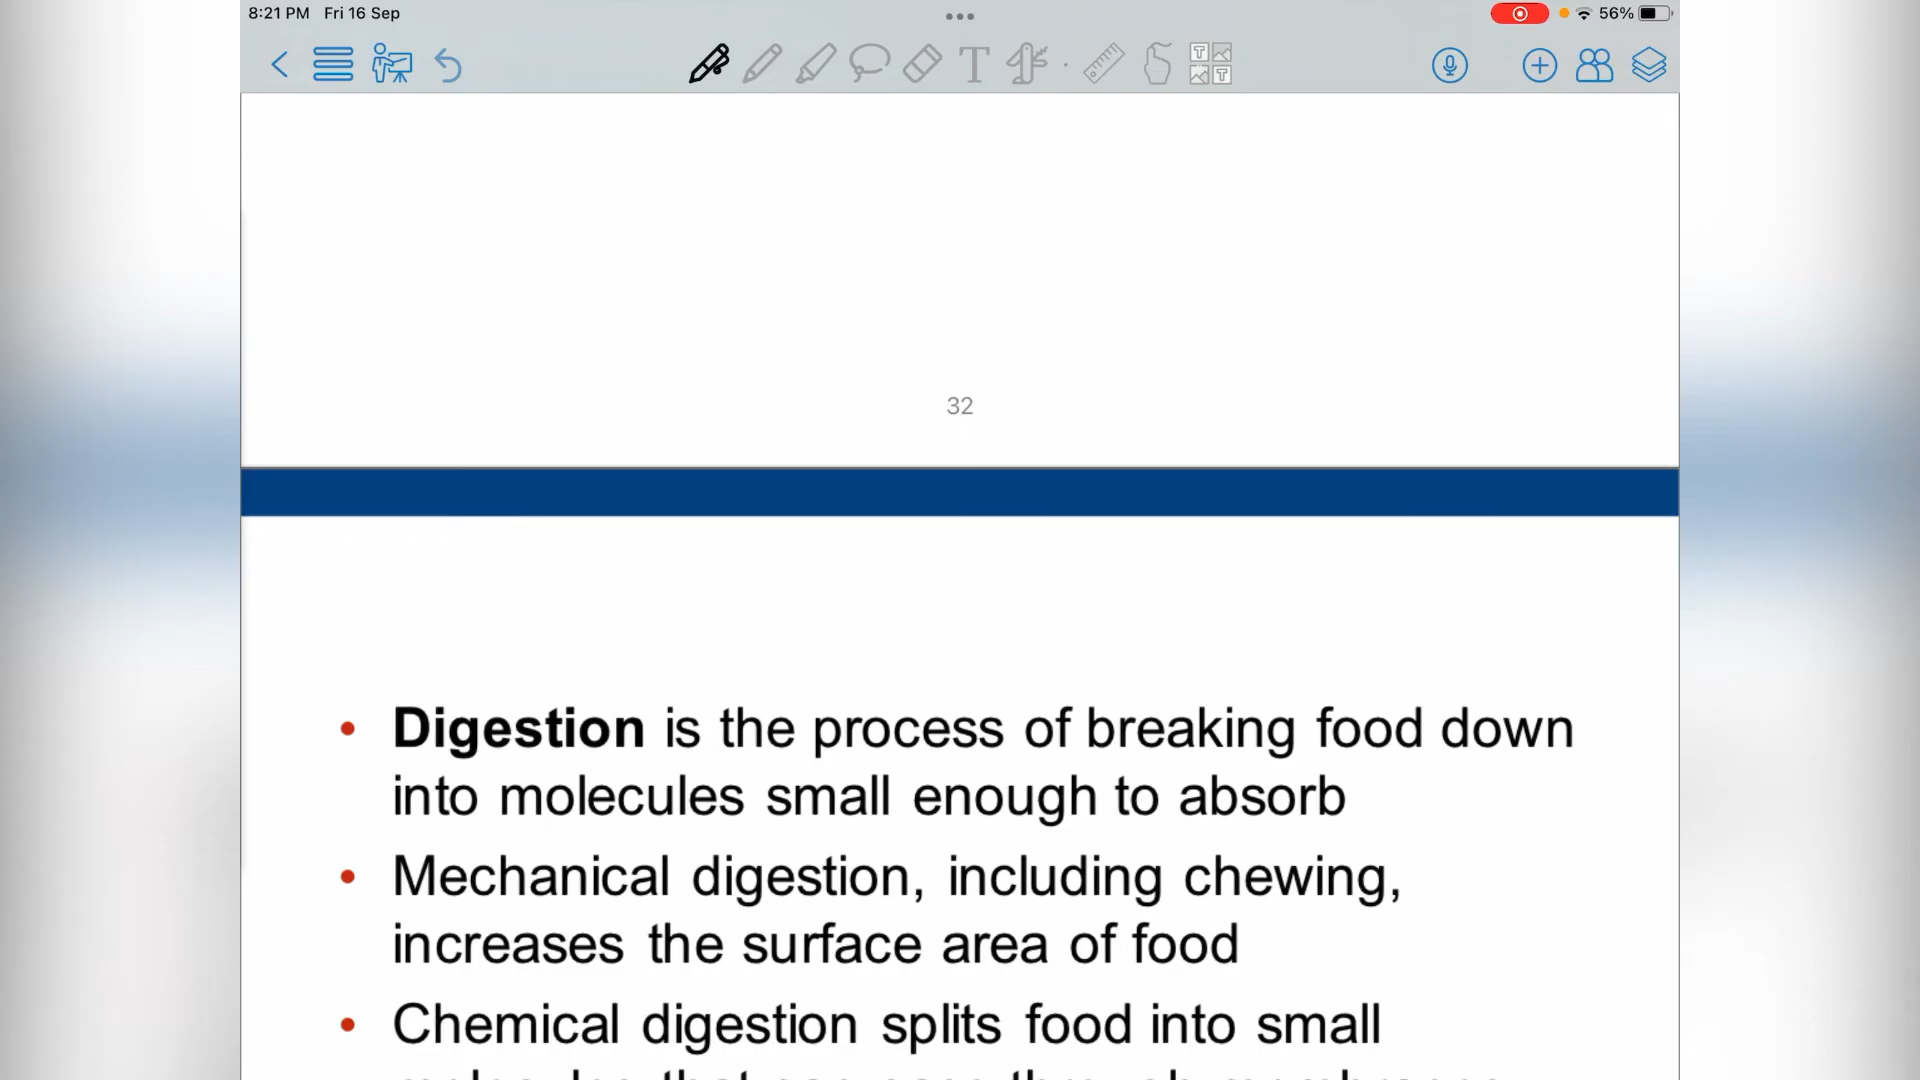 8:21 PM Fri 16 Sep
56%
32
• Digestion is the process of breaking food down
into molecules small enough to absorb
• Mechanical digestion, including chewing,
increases the surface area of food
• Chemical digestion splits food into small